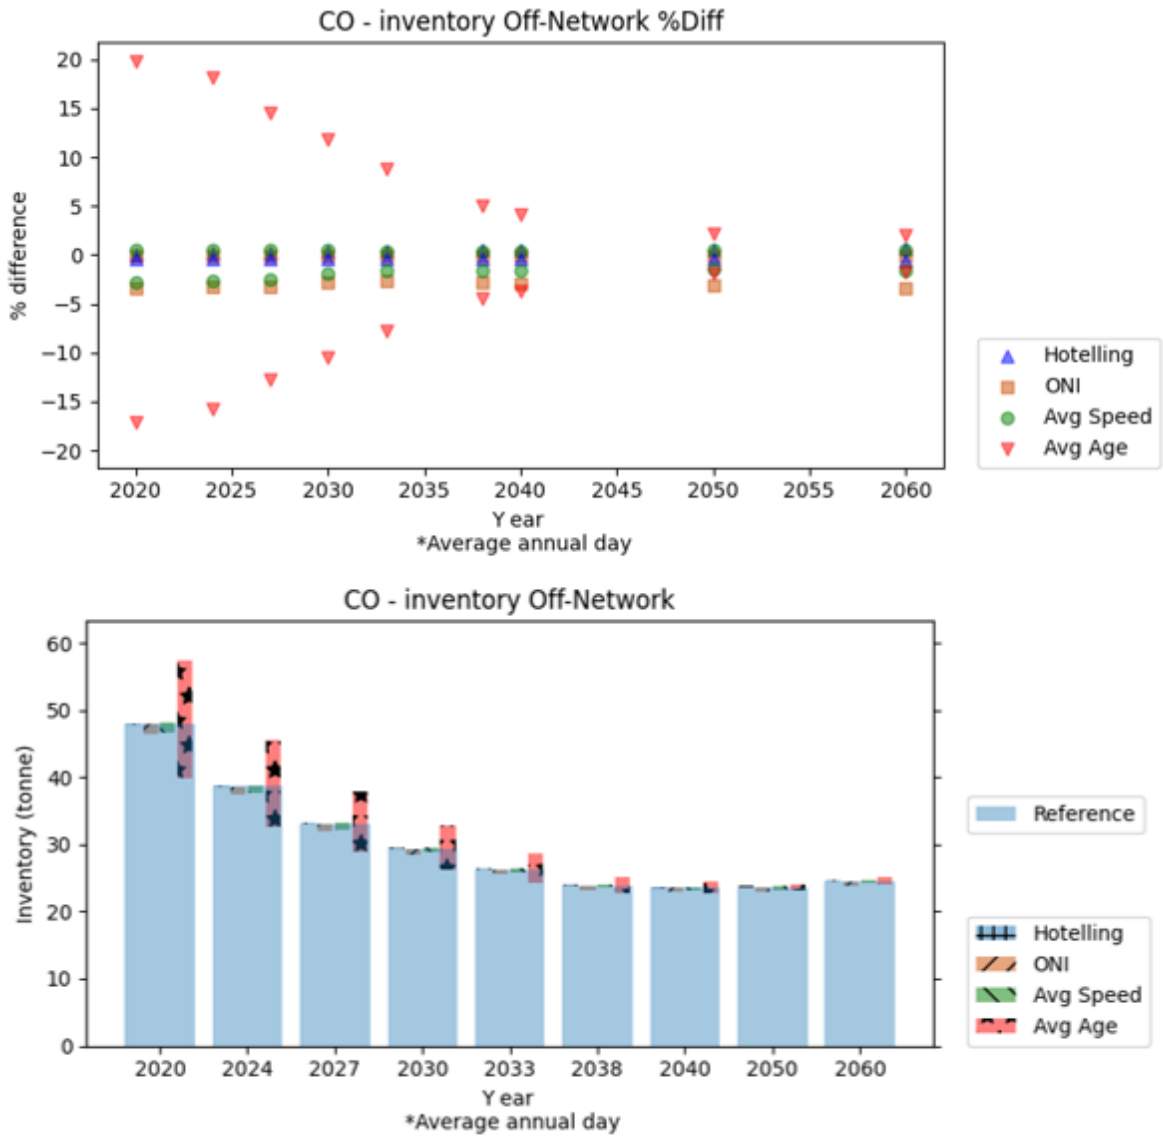 CO - inventory Off-Network %Diff
% difference
20
15
10
5
0
−5
−10
−15
−20
2020 2025 2030 2035 2040 2045 2050 2055 2060
Y ear
*Average annual day
Hotelling
ONI
Avg Speed
Avg Age
CO - inventory Off-Network
Inventory (tonne)
60
50
40
30
20
10
0
2020 2024 2027 2030 2033 2038 2040 2050 2060
Y ear
*Average annual day
Reference
Hotelling
ONI
Avg Speed
Avg Age